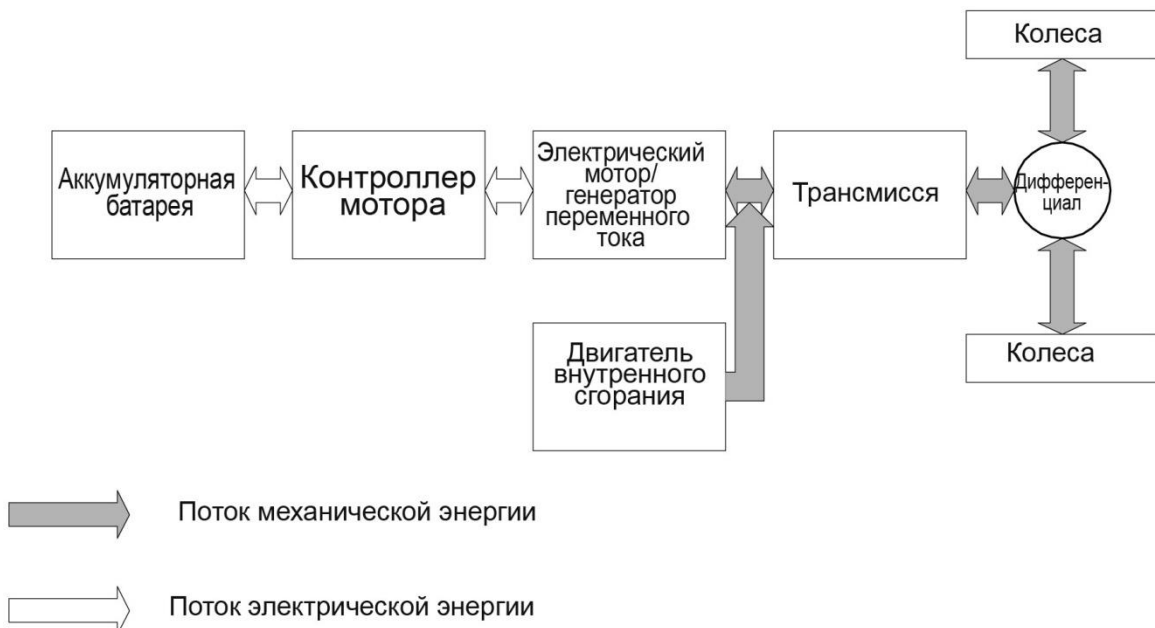 Колеса
Аккумуляторная
батарея
Контроллер
мотора
Электрический
мотор/
генератор
переменного
тока
Трансмисся
Дифферен-
циал
Двигатель
внутренного
сгорания
Колеса
Поток механической энергии
Поток электрической энергии